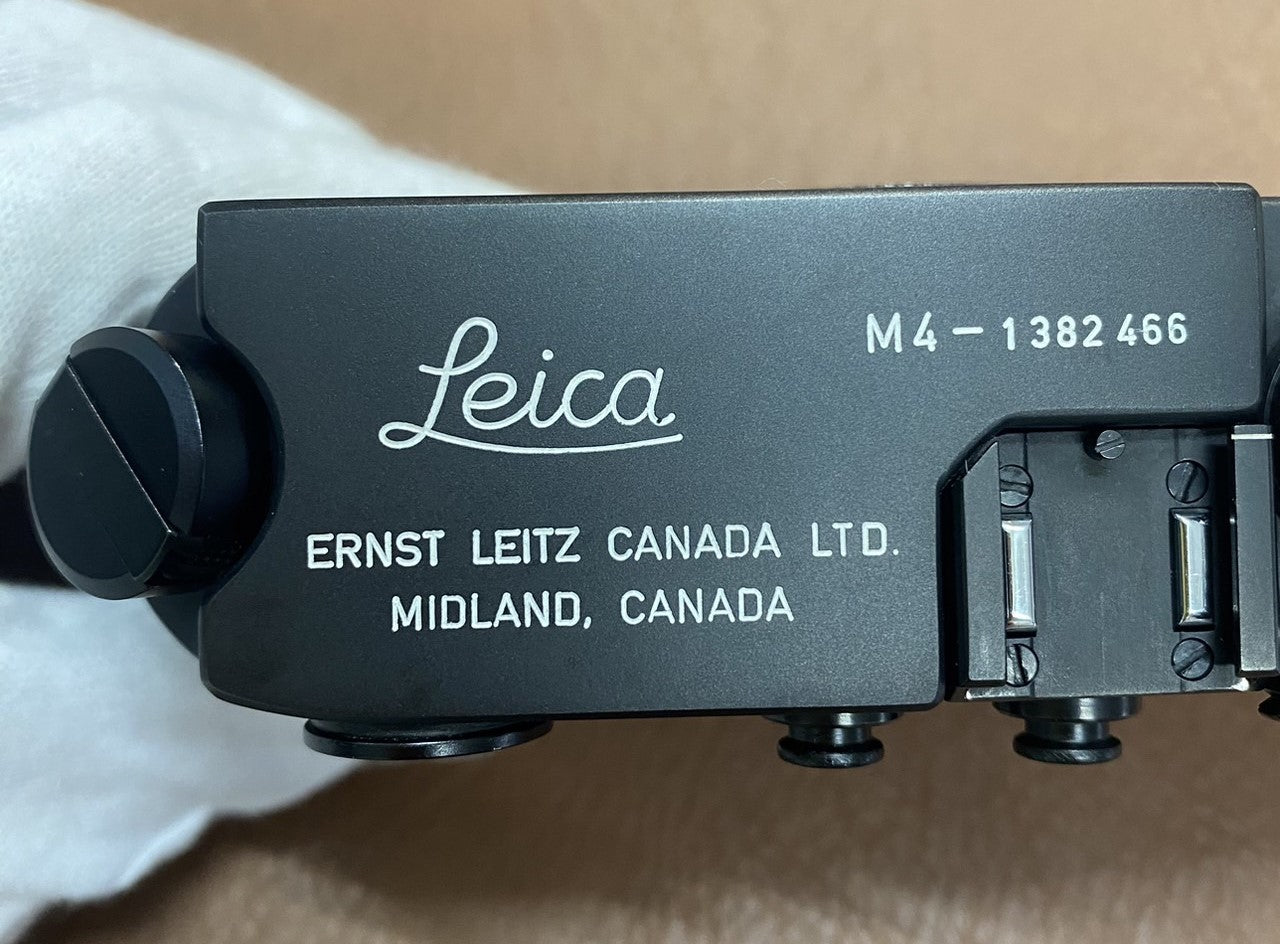 Leica
M4-1382466
ERNST LEITZ CANADA LTD.
MIDLAND, CANADA